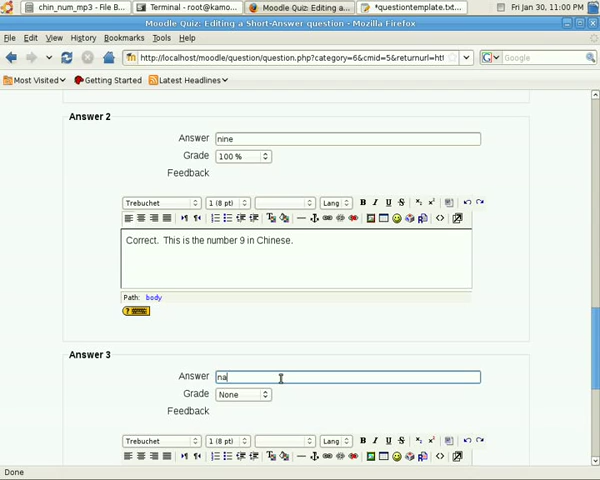 chin_num_mp3 - File B...
Terminal - root@kamo...
Moodle Quiz: Editing a...
*questiontemplate.txt...
Fri Jan 30, 11:00 PM
Moodle Quiz: Editing a Short-Answer question - Mozilla Firefox
File Edit View History Bookmarks Tools Help
http://localhost/moodle/question/question.php?category=6&cmid=5&returnurl=htt
Google
Most Visited Getting Started Latest Headlines
Answer 2
Answer nine
Grade 100 %
Feedback
Trebuchet 1 (8 pt) Lang B I U S
Correct. This is the number 9 in Chinese.
Path: body
Answer 3
Answer na
Grade None
Feedback
Trebuchet 1 (8 pt) Lang B I U S
Done